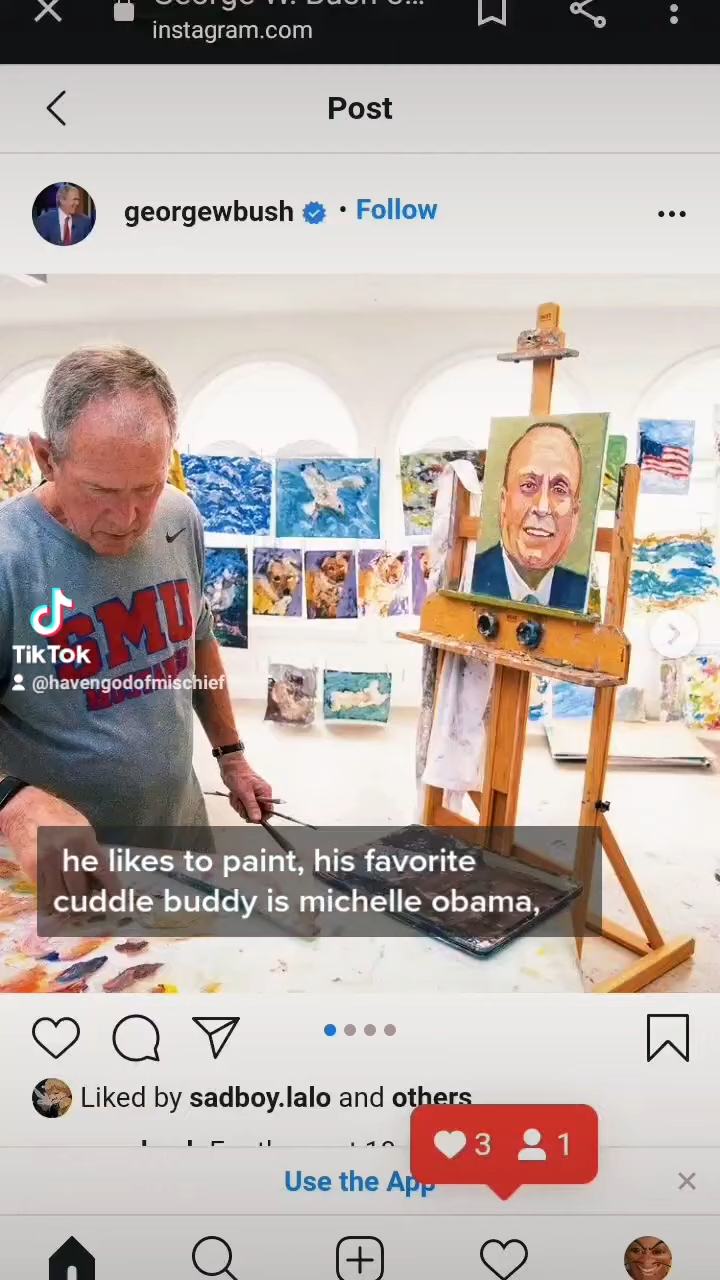 instagram.com
Post
georgewbush • Follow
SMU
TikTok
@havengodofmischief
he likes to paint, his favorite
cuddle buddy is michelle obama,
Liked by sadboy.lalo and others
3 1
Use the App